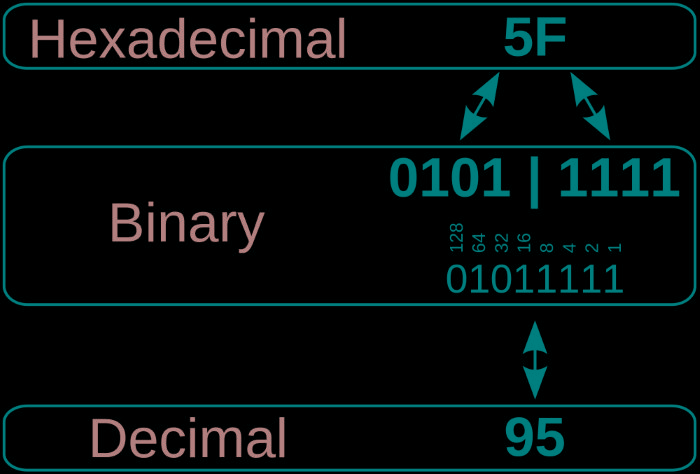 Hexadecimal 5F
0101 | 1111
Binary
128 64 32 16 8 4 2 1
01011111
Decimal 95